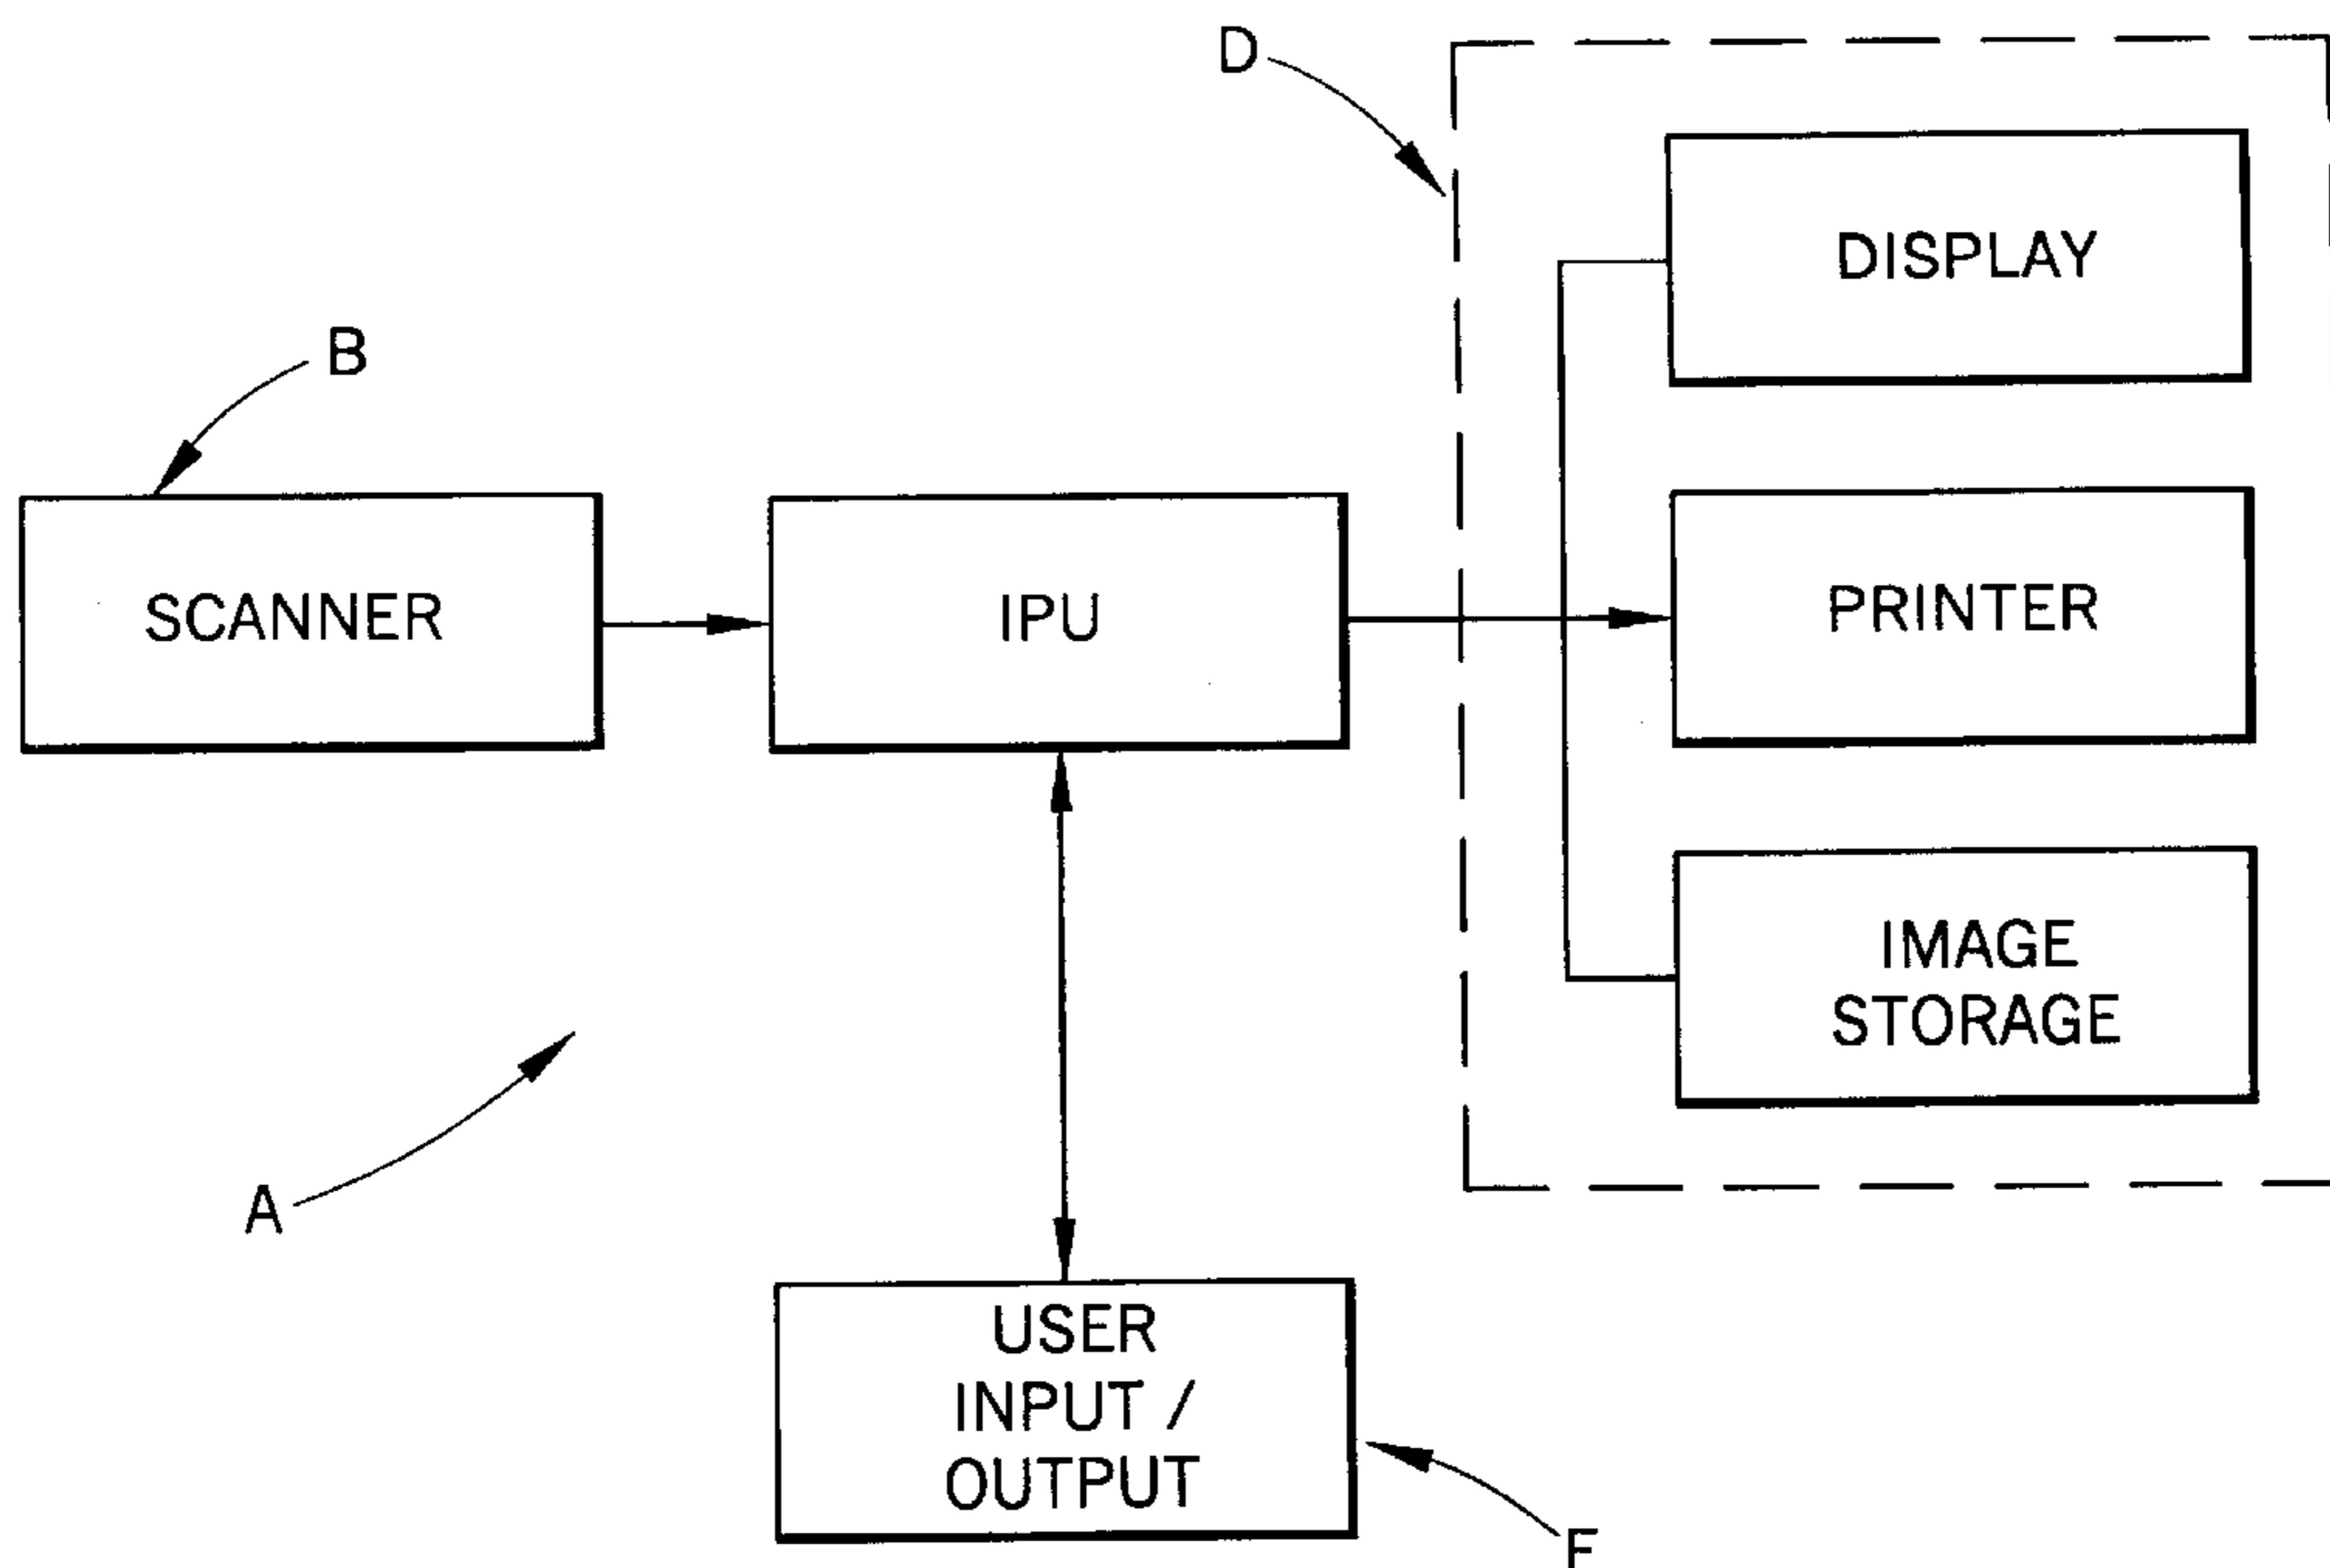 D
DISPLAY
B
SCANNER
IPU
PRINTER
IMAGE
STORAGE
A
USER
INPUT /
OUTPUT